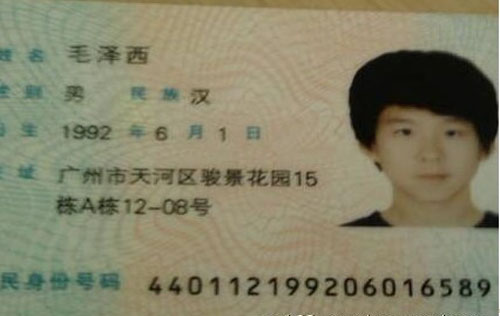 姓名 毛泽西
性别 男 民族 汉
出生 1992 年 6 月 1 日
住址 广州市天河区骏景花园15
栋A栋12-08号
民身份号码 440112199206016589